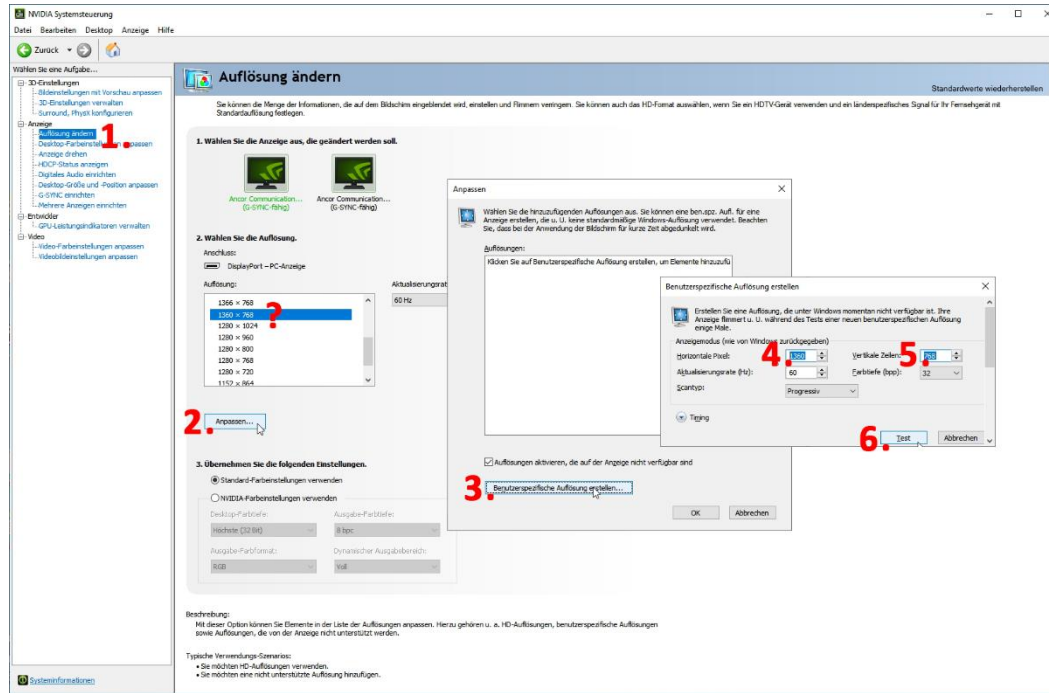 NVIDIA Systemsteuerung
Datei Bearbeiten Desktop Anzeige Hilfe
Zurück
Wählen Sie eine Aufgabe...
3D-Einstellungen
Bildeinstellungen mit Vorschau anpassen
3D-Einstellungen verwalten
Surround, PhysX konfigurieren
Anzeige
Auflösung ändern
1.
Desktop-Farbeinstellungen anpassen
Anzeige drehen
HDCP-Status anzeigen
Digitales Audio einrichten
Desktop-Größe und -Position anpassen
G-SYNC einrichten
Mehrere Anzeigen einrichten
Entwickler
GPU-Leistungsindikatoren verwalten
Video
Video-Farbeinstellungen anpassen
Videobildeinstellungen anpassen
Systeminformationen
Auflösung ändern
Standardwerte wiederherstellen
Sie können die Menge der Informationen, die auf dem Bildschirm eingeblendet wird, einstellen und Flimmern verringern. Sie können auch das HD-Format auswählen, wenn Sie ein HDTV-Gerät verwenden und ein länderspezifisches Signal für Ihr Fernsehgerät mit
Standardauflösung festlegen.
1. Wählen Sie die Anzeige aus, die geändert werden soll.
Ancor Communication... Ancor Communication...
(G-SYNC-fähig) (G-SYNC-fähig)
2. Wählen Sie die Auflösung.
Anschluss:
DisplayPort – PC-Anzeige
Auflösung: Aktualisierungsrat
60 Hz
1366 × 768
1360 × 768
?
1280 × 1024
1280 × 960
1280 × 800
1280 × 768
1280 × 720
1152 × 864
2.
Anpassen...
3. Übernehmen Sie die folgenden Einstellungen.
Standard-Farbeinstellungen verwenden
NVIDIA-Farbeinstellungen verwenden
Desktop-Farbtiefe: Ausgabe-Farbtiefe:
Höchste (32 Bit) 8 bpc
Ausgabe-Farbformat: Dynamischer Ausgabebereich:
RGB Voll
Beschreibung:
Mit dieser Option können Sie Elemente in der Liste der Auflösungen anpassen. Hierzu gehören u. a. HD-Auflösungen, benutzerspezifische Auflösungen
sowie Auflösungen, die von der Anzeige nicht unterstützt werden.
Typische Verwendungs-Szenarios:
• Sie möchten HD-Auflösungen verwenden.
• Sie möchten eine nicht unterstützte Auflösung hinzufügen.
Anpassen
Wählen Sie die hinzuzufügenden Auflösungen aus. Sie können eine ben.spz. Aufl. für eine
Anzeige erstellen, die u. U. keine standardmäßige Windows-Auflösung verwendet. Beachten
Sie, dass bei der Anwendung der Bildschirm für kurze Zeit abgedunkelt wird.
Auflösungen:
Klicken Sie auf Benutzerspezifische Auflösung erstellen, um Elemente hinzuzufü
Auflösungen aktivieren, die auf der Anzeige nicht verfügbar sind
3.
Benutzerspezifische Auflösung erstellen...
OK Abbrechen
Benutzerspezifische Auflösung erstellen
Erstellen Sie eine Auflösung, die unter Windows momentan nicht verfügbar ist. Ihre
Anzeige flimmert u. U. während des Tests einer neuen benutzerspezifischen Auflösung
einige Male.
Anzeigemodus (wie von Windows zurückgegeben)
Horizontale Pixel: 4. 1360 Vertikale Zeilen: 5. 768
Aktualisierungsrate (Hz): 60 Farbtiefe (bpp): 32
Scantyp: Progressiv
Timing
6.
Test Abbrechen